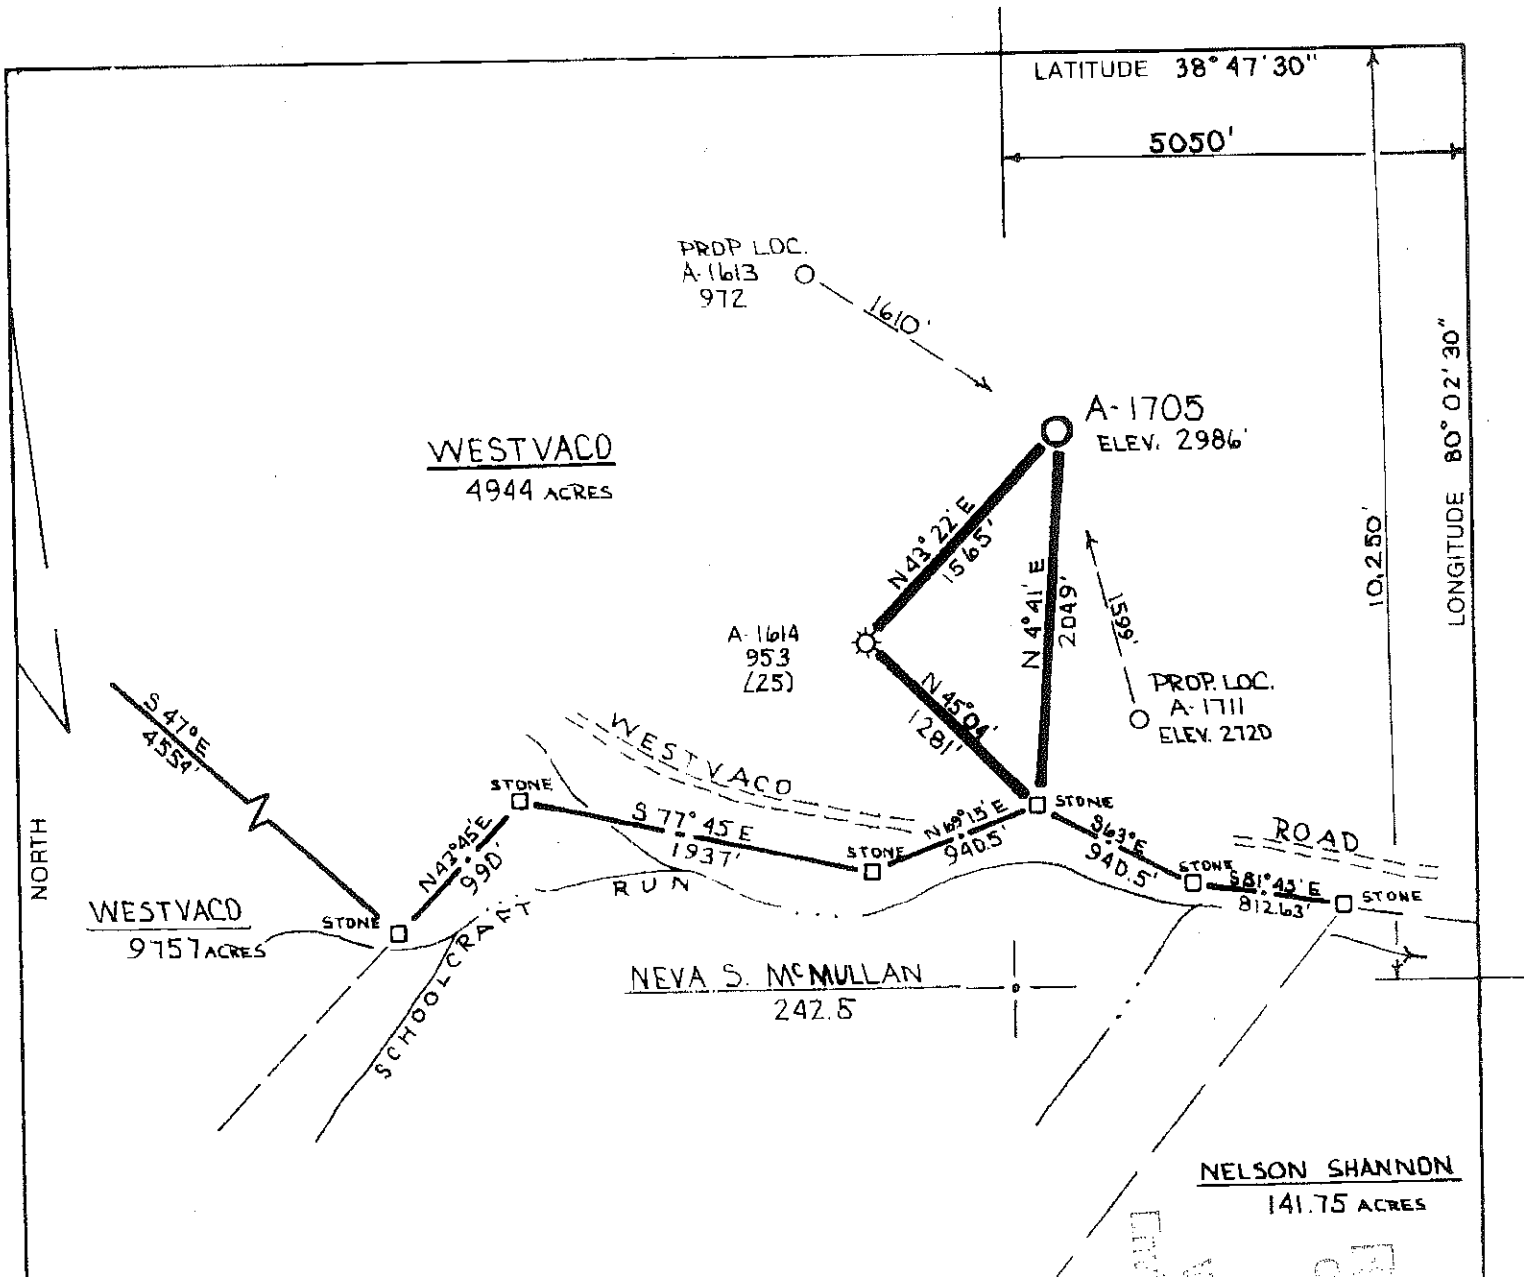 LATITUDE 38° 47' 30"
5050'
PROP LOC.
A-1613
972
1610'
LONGITUDE 80° 02' 30"
10,250'
A-1705
ELEV. 2986'
WESTVACO
4944 ACRES
N 43° 22' E
1565'
N 4° 41' E
2049'
1599'
A-1614
953
(25)
N 45° 04'
1281'
PROP. LOC.
A-1711
ELEV. 2720
S 47° E
4554'
WESTVACO
ROAD
STONE
N 42° 45' E
990'
S 77° 45 E
1937'
STONE
N 69° 15' E
940.5'
STONE
S 63° E
940.5'
STONE
S 81° 45' E
812.63'
STONE
NORTH
WESTVACO
9757 ACRES
STONE
SCHOOLCRAFT
RUN
NEVA S. McMULLAN
242.5
NELSON SHANNON
141.75 ACRES